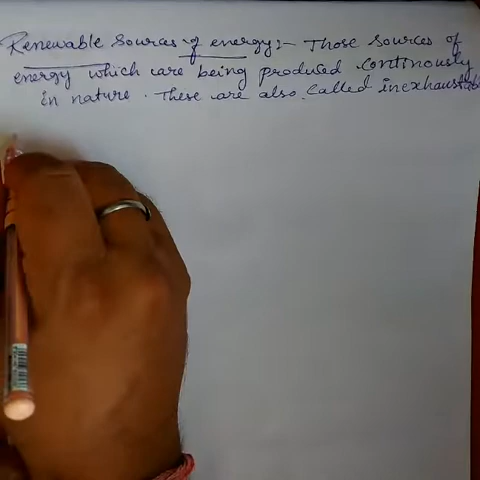 Renewable Sources of energy:- Those Sources of
energy which are being produced continously
in nature. These are also called inexhaustible